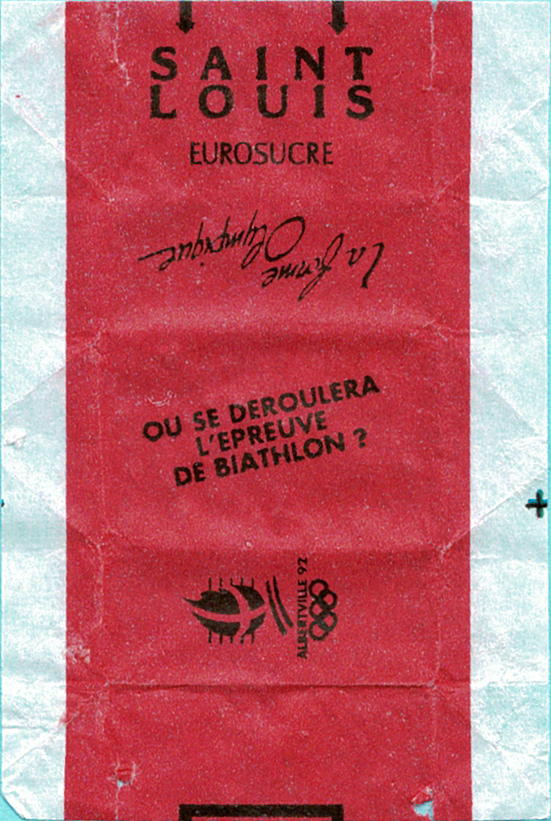 SAINT
LOUIS
EUROSUCRE
La forme
Olympique
OU SE DEROULERA
L'EPREUVE
DE BIATHLON ?
ALBERTVILLE 92